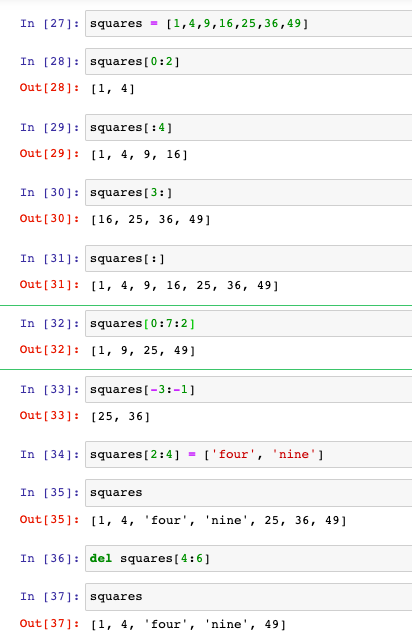 In [27]: squares = [1,4,9,16,25,36,49]
In [28]: squares[0:2]
Out[28]: [1, 4]
In [29]: squares[:4]
Out[29]: [1, 4, 9, 16]
In [30]: squares[3:]
Out[30]: [16, 25, 36, 49]
In [31]: squares[:]
Out[31]: [1, 4, 9, 16, 25, 36, 49]
In [32]: squares[0:7:2]
Out[32]: [1, 9, 25, 49]
In [33]: squares[-3:-1]
Out[33]: [25, 36]
In [34]: squares[2:4] = ['four', 'nine']
In [35]: squares
Out[35]: [1, 4, 'four', 'nine', 25, 36, 49]
In [36]: del squares[4:6]
In [37]: squares
Out[37]: [1, 4, 'four', 'nine', 49]